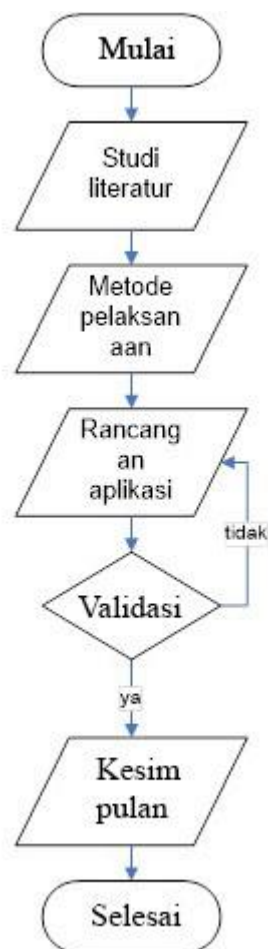 Mulai
Studi
literatur
Metode
pelaksan
aan
Rancang
an
aplikasi
tidak
Validasi
ya
Kesim
pulan
Selesai